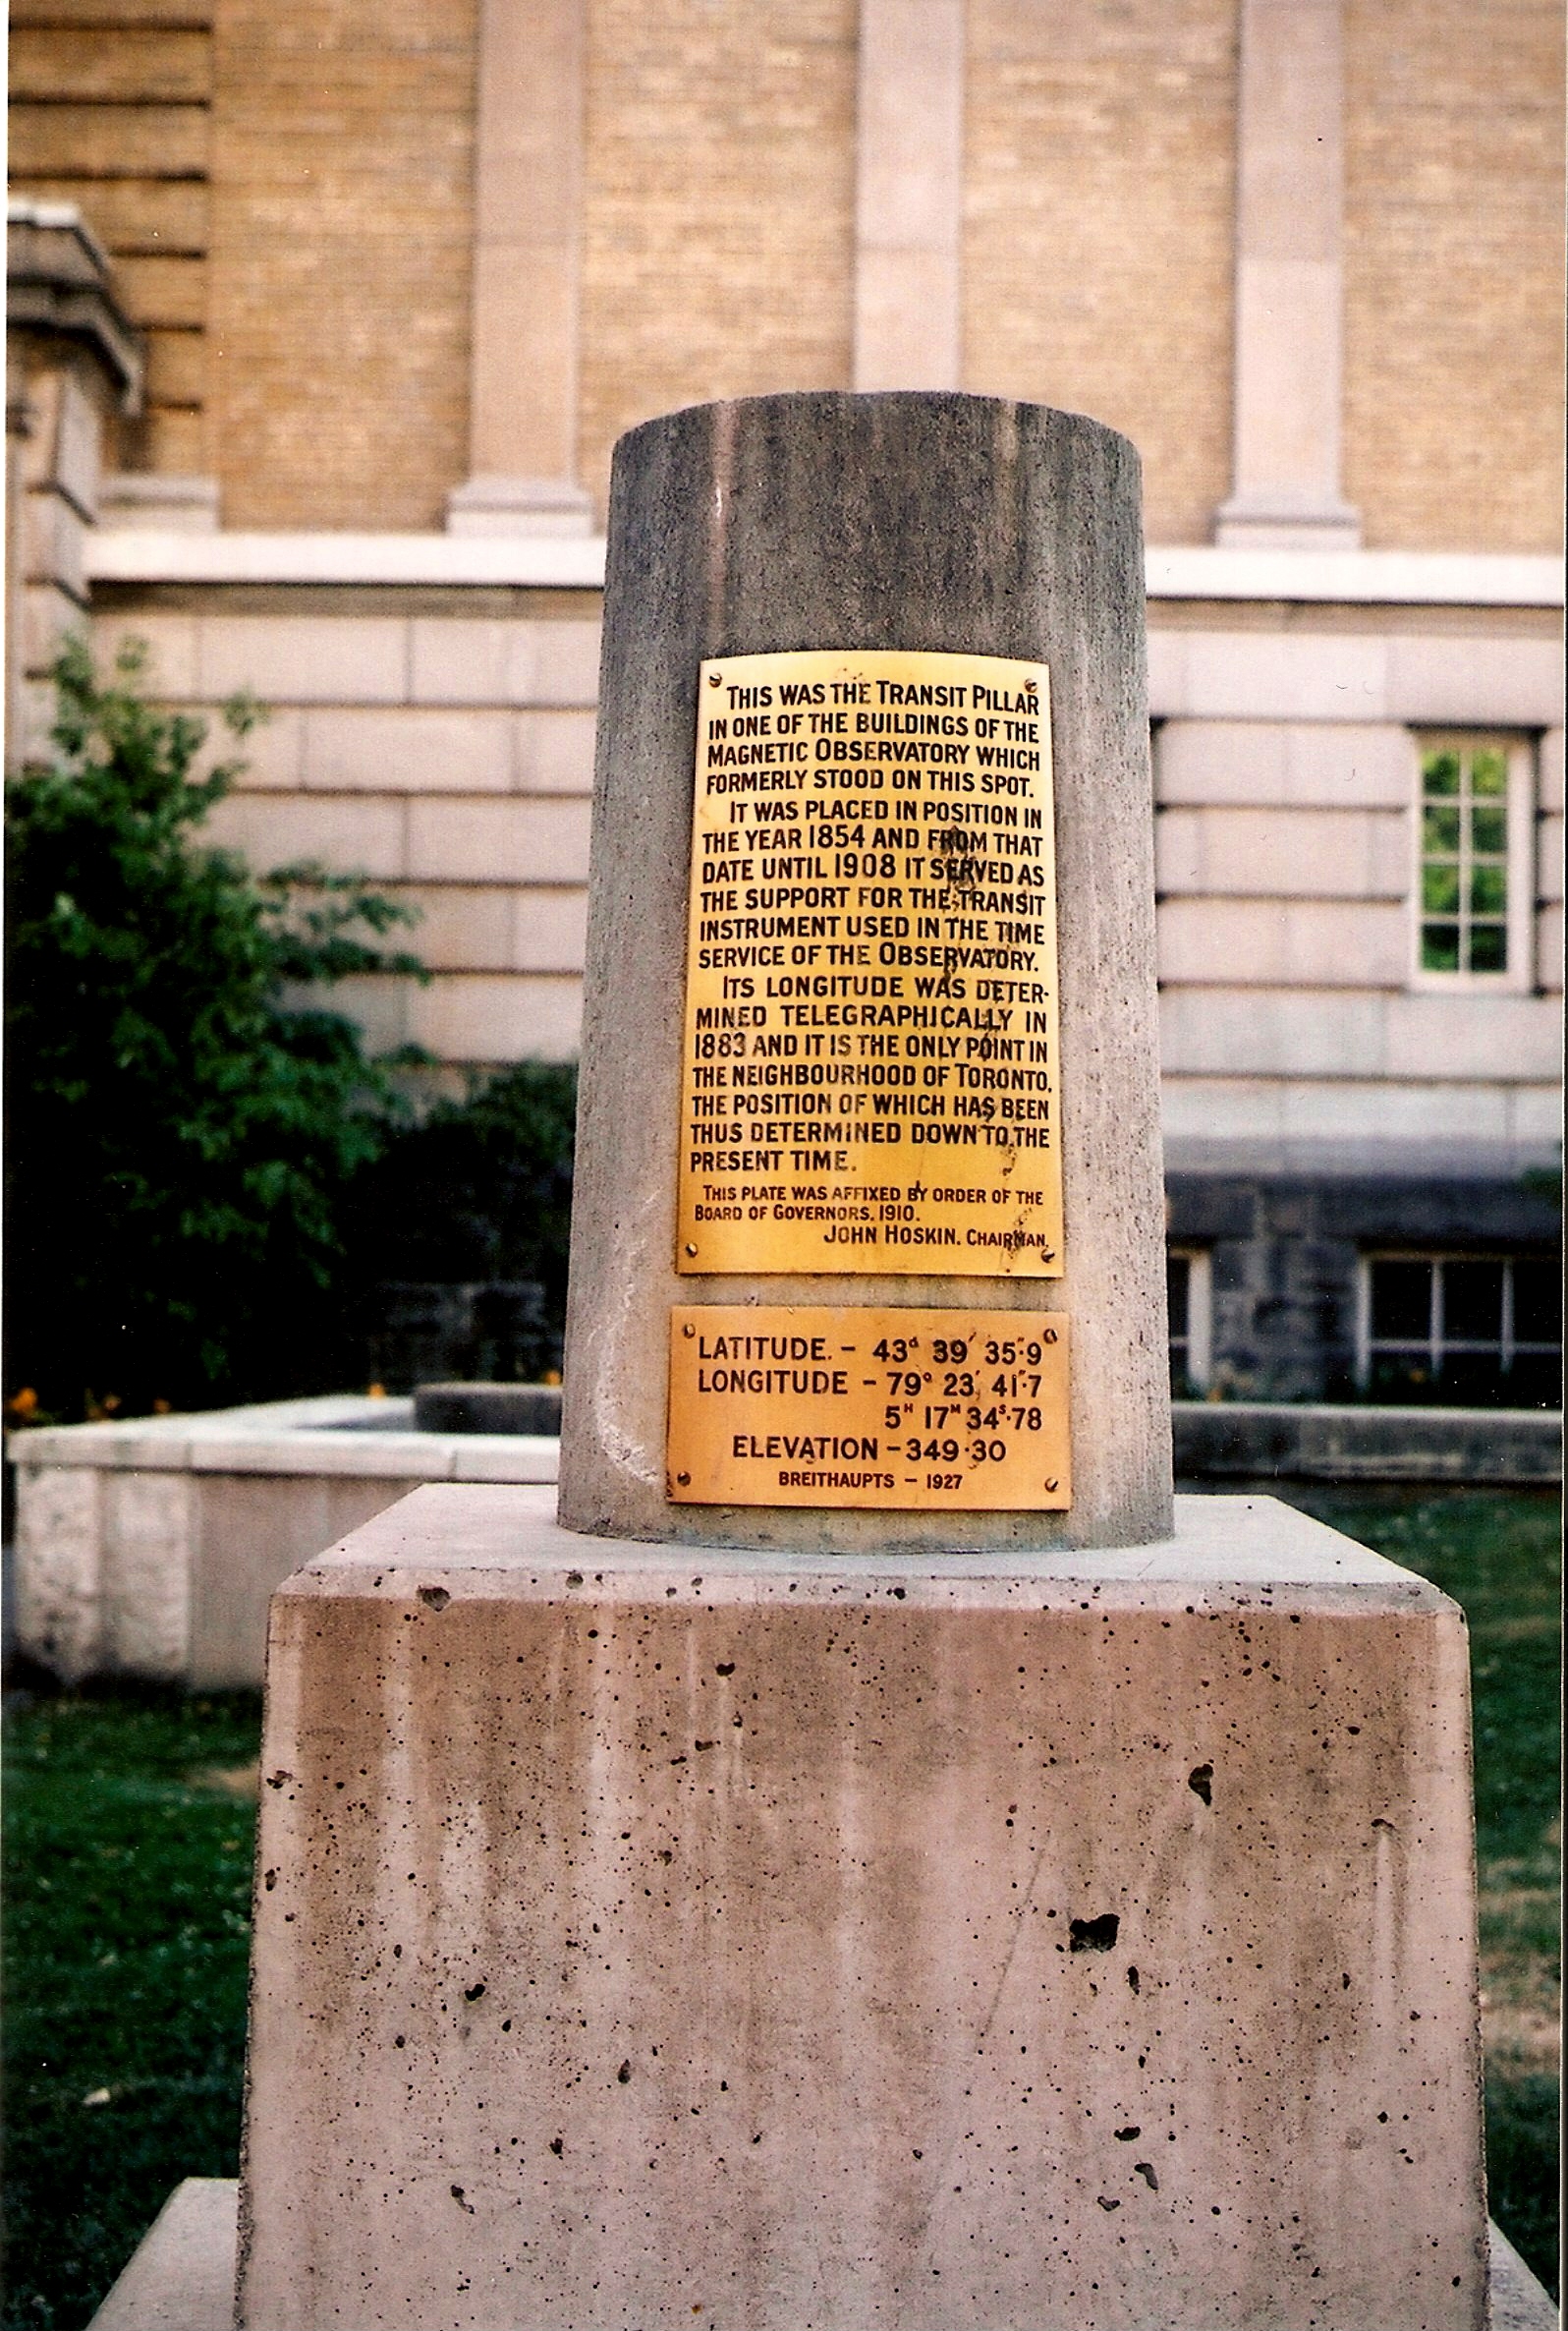 THIS WAS THE TRANSIT PILLAR
IN ONE OF THE BUILDINGS OF THE
MAGNETIC OBSERVATORY WHICH
FORMERLY STOOD ON THIS SPOT.
IT WAS PLACED IN POSITION IN
THE YEAR 1854 AND FROM THAT
DATE UNTIL 1908 IT SERVED AS
THE SUPPORT FOR THE TRANSIT
INSTRUMENT USED IN THE TIME
SERVICE OF THE OBSERVATORY.
ITS LONGITUDE WAS DETER-
MINED TELEGRAPHICALLY IN
1883 AND IT IS THE ONLY POINT IN
THE NEIGHBOURHOOD OF TORONTO,
THE POSITION OF WHICH HAS BEEN
THUS DETERMINED DOWN TO THE
PRESENT TIME.
THIS PLATE WAS AFFIXED BY ORDER OF THE
BOARD OF GOVERNORS, 1910.
JOHN HOSKIN, CHAIRMAN.
LATITUDE. – 43ᵈ 39′ 35″·9
LONGITUDE – 79° 23′ 41″·7
5ᴴ 17ᴹ 34ˢ·78
ELEVATION – 349·30
BREITHAUPTS – 1927